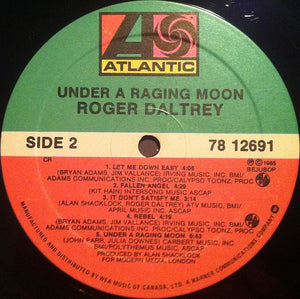 ATLANTIC
UNDER A RAGING MOON
ROGER DALTREY
SIDE 2
78 12691
CR
℗ © 1985
BEJUBOP
1. LET ME DOWN EASY 4:08
(BRYAN ADAMS, JIM VALLANCE) IRVING MUSIC, INC. BMI/
ADAMS COMMUNICATIONS INC. PROC/CALYPSO TOONZ, PROC
2. FALLEN ANGEL 4:29
(KIT HAIN) INTERSONG MUSIC ASCAP
3. IT DON'T SATISFY ME 3:14
(ALAN SHACKLOCK, ROGER DALTREY) TIMES ATV MUSIC, BMI/
APRIL MUSIC INC. ASCAP
4. REBEL 4:19
(BRYAN ADAMS, JIM VALLANCE) IRVING MUSIC, INC. BMI/
ADAMS COMMUNICATIONS INC. PROC/CALYPSO TOONZ PROC
5. UNDER A RAGING MOON 6:43
(JOHN PARR, JULIA DOWNES) CARBERT MUSIC, INC
BMI/POLYTHEMUS MUSIC, ASCAP
PRODUCED BY ALAN SHACKLOCK
FOR MODERN MEDIA, LONDON
MANUFACTURED AND DISTRIBUTED BY WEA MUSIC OF CANADA, LTD. A WARNER COMMUNICATIONS COMPANY